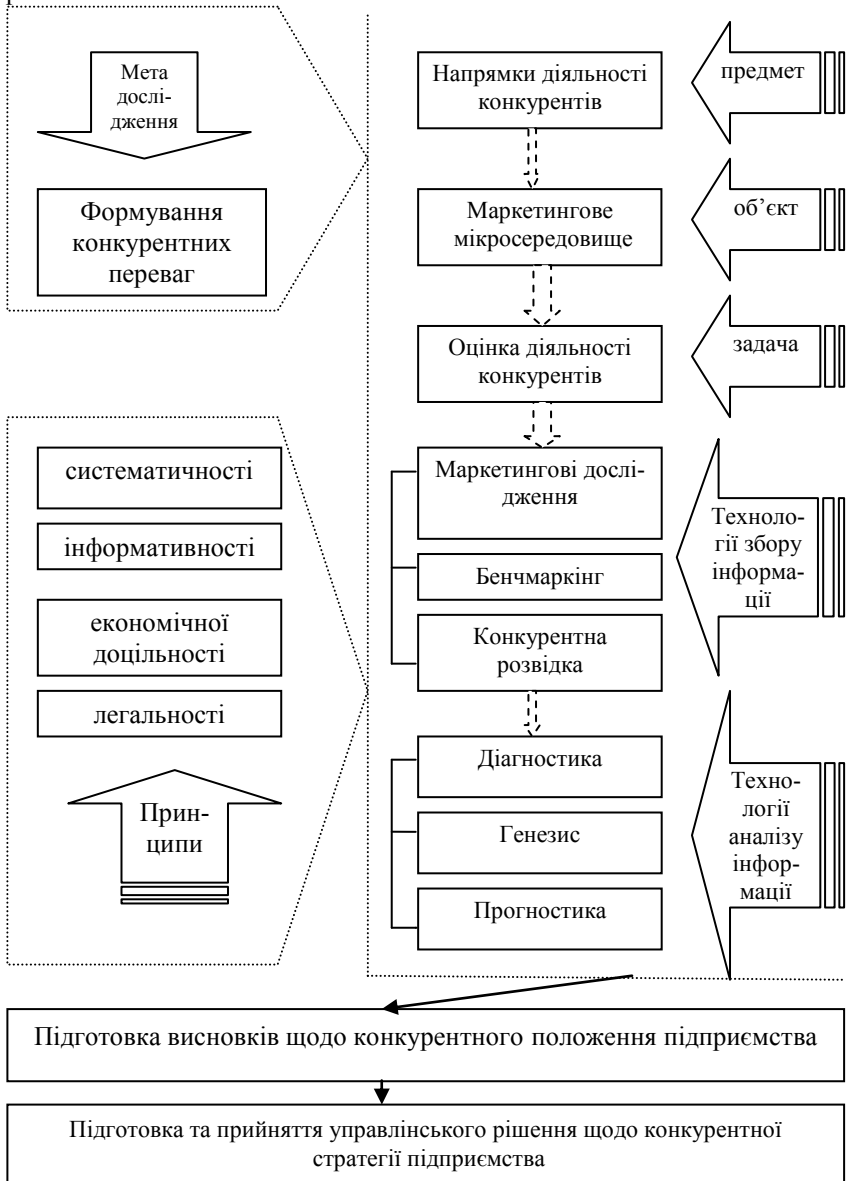 Мета
дослі-
дження
Формування
конкурентних
переваг
систематичності
інформативності
економічної
доцільності
легальності
Прин-
ципи
Напрямки діяльності
конкурентів
предмет
Маркетингове
мікросередовище
об’єкт
Оцінка діяльності
конкурентів
задача
Маркетингові дослі-
дження
Бенчмаркінг
Конкурентна
розвідка
Техноло-
гії збору
інформа-
ції
Діагностика
Генезис
Прогностика
Техно-
логії
аналізу
інфор-
мації
Підготовка висновків щодо конкурентного положення підприємства
Підготовка та прийняття управлінського рішення щодо конкурентної
стратегії підприємства